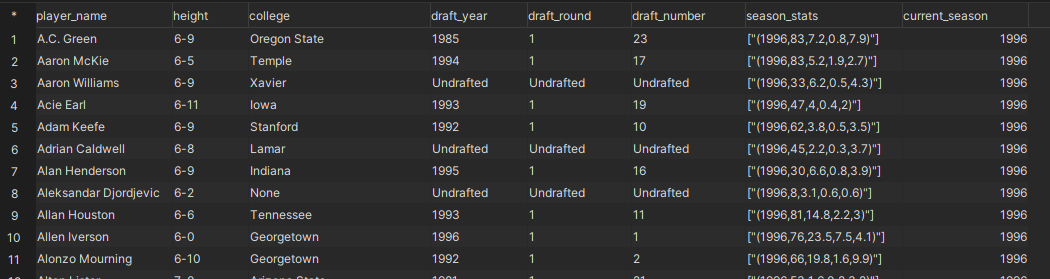 * player_name height college draft_year draft_round draft_number season_stats current_season
1 A.C. Green 6-9 Oregon State 1985 1 23 ["(1996,83,7.2,0.8,7.9)"] 1996
2 Aaron McKie 6-5 Temple 1994 1 17 ["(1996,83,5.2,1.9,2.7)"] 1996
3 Aaron Williams 6-9 Xavier Undrafted Undrafted Undrafted ["(1996,33,6.2,0.5,4.3)"] 1996
4 Acie Earl 6-11 Iowa 1993 1 19 ["(1996,47,4,0.4,2)"] 1996
5 Adam Keefe 6-9 Stanford 1992 1 10 ["(1996,62,3.8,0.5,3.5)"] 1996
6 Adrian Caldwell 6-8 Lamar Undrafted Undrafted Undrafted ["(1996,45,2.2,0.3,3.7)"] 1996
7 Alan Henderson 6-9 Indiana 1995 1 16 ["(1996,30,6.6,0.8,3.9)"] 1996
8 Aleksandar Djordjevic 6-2 None Undrafted Undrafted Undrafted ["(1996,8,3.1,0.6,0.6)"] 1996
9 Allan Houston 6-6 Tennessee 1993 1 11 ["(1996,81,14.8,2.2,3)"] 1996
10 Allen Iverson 6-0 Georgetown 1996 1 1 ["(1996,76,23.5,7.5,4.1)"] 1996
11 Alonzo Mourning 6-10 Georgetown 1992 1 2 ["(1996,66,19.8,1.6,9.9)"] 1996